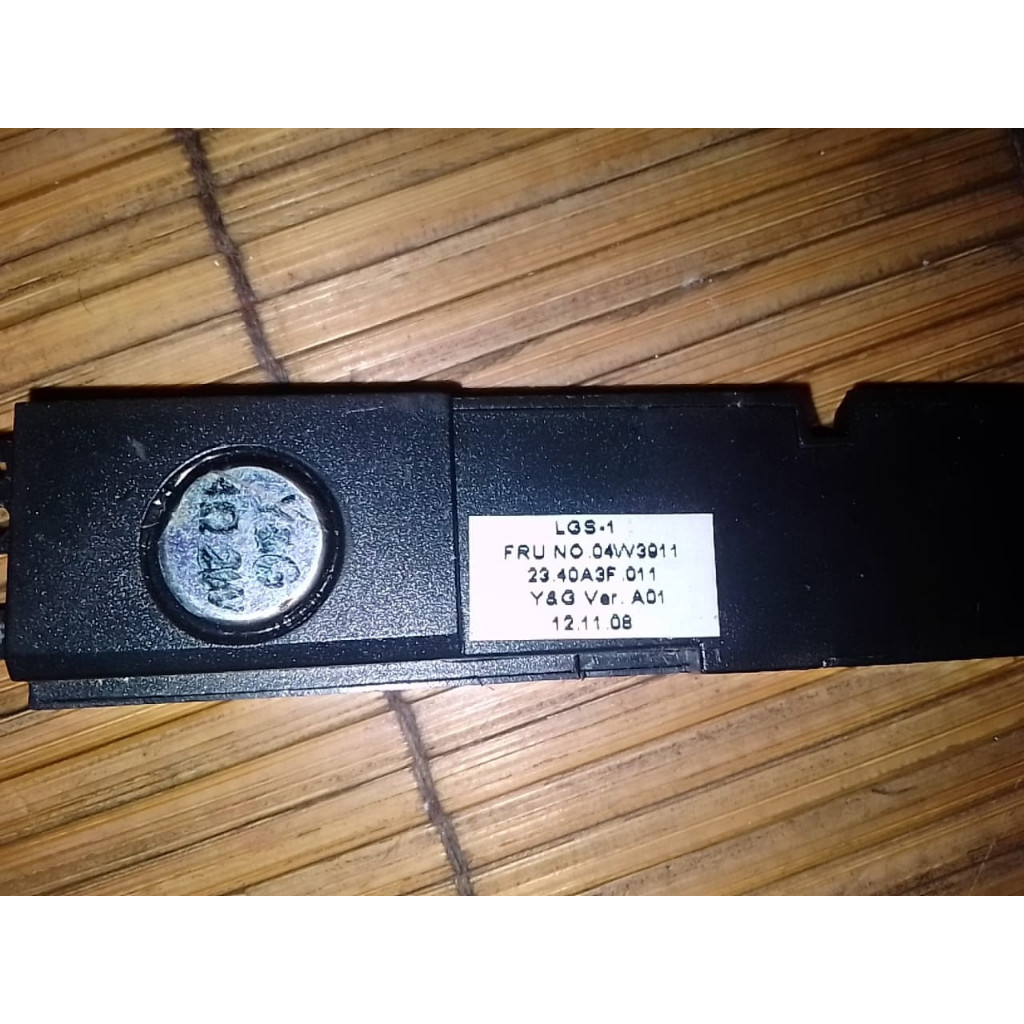 Y&G
4Ω 2W
LGS-1
FRU NO.04W3911
23.40A3F.011
Y&G Ver. A01
12.11.08